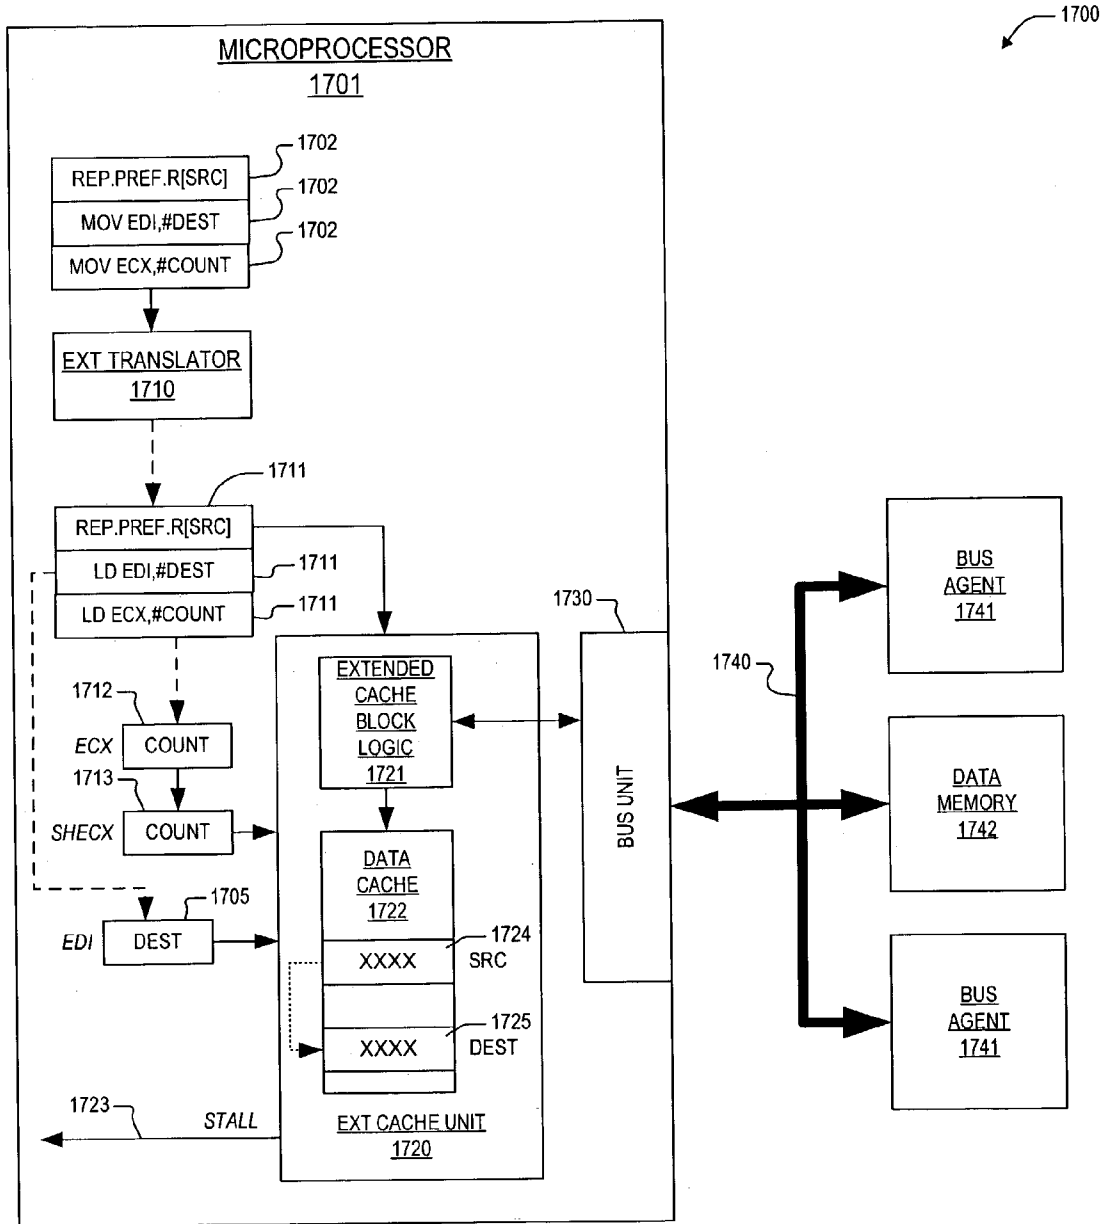 1700
MICROPROCESSOR
1701
1702
REP.PREF.R[SRC]
1702
MOV EDI,#DEST
1702
MOV ECX,#COUNT
EXT TRANSLATOR
1710
1711
REP.PREF.R[SRC]
LD EDI,#DEST
1711
LD ECX,#COUNT
1711
1712
ECX
COUNT
1713
SHECX
COUNT
1705
EDI
DEST
EXTENDED
CACHE
BLOCK
LOGIC
1721
DATA
CACHE
1722
1724
XXXX
SRC
1725
XXXX
DEST
1723
STALL
EXT CACHE UNIT
1720
1730
BUS UNIT
1740
BUS
AGENT
1741
DATA
MEMORY
1742
BUS
AGENT
1741